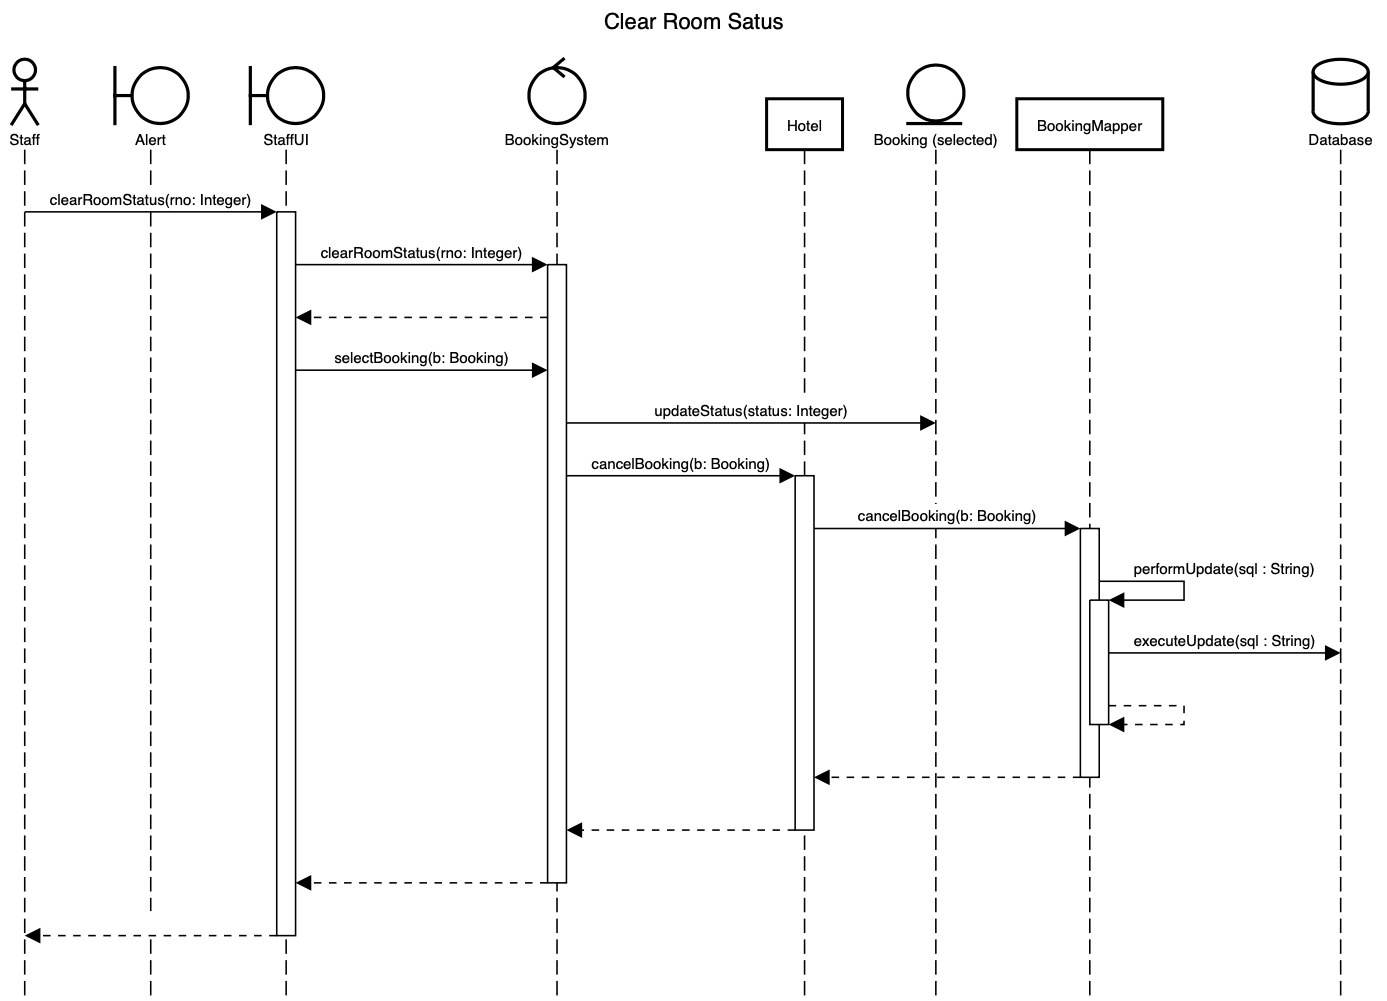 Clear Room Satus
Staff
Alert
StaffUI
BookingSystem
Hotel
Booking (selected)
BookingMapper
Database
clearRoomStatus(rno: Integer)
clearRoomStatus(rno: Integer)
selectBooking(b: Booking)
updateStatus(status: Integer)
cancelBooking(b: Booking)
cancelBooking(b: Booking)
performUpdate(sql : String)
executeUpdate(sql : String)